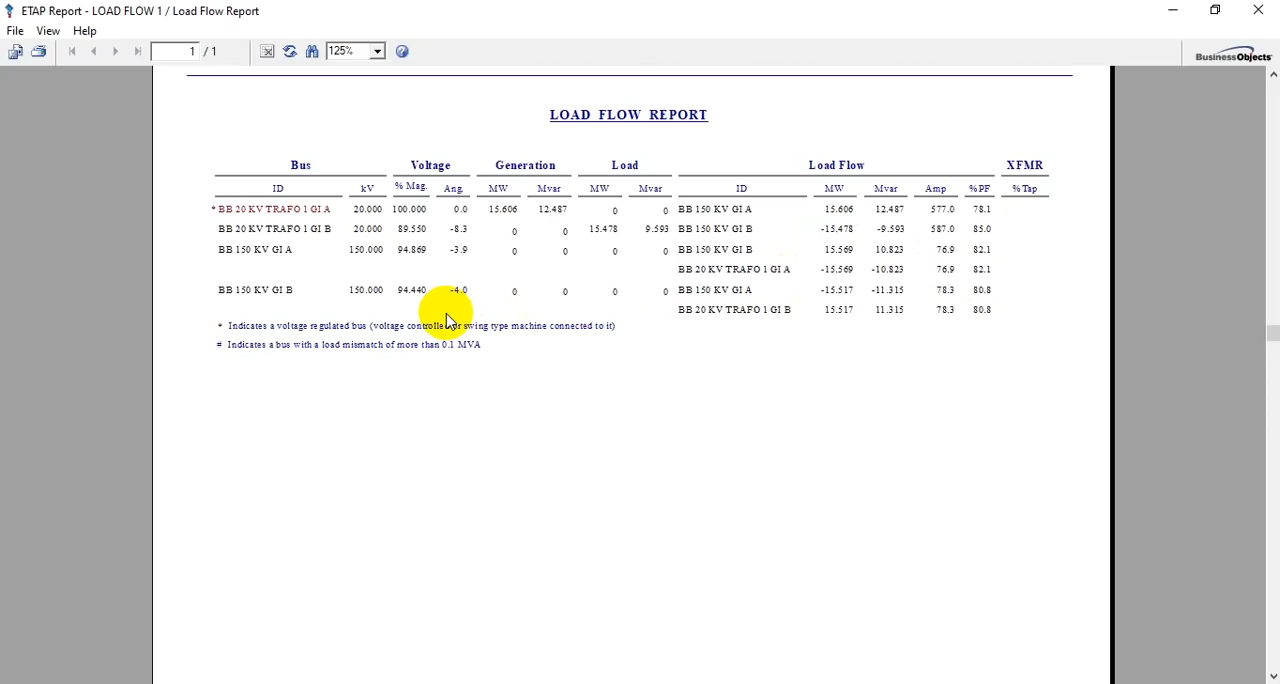 ETAP Report - LOAD FLOW 1 / Load Flow Report
File View Help
1 / 1 125% BusinessObjects
LOAD FLOW REPORT
Bus Voltage Generation Load Load Flow XFMR
ID kV % Mag. Ang. MW Mvar MW Mvar ID MW Mvar Amp %PF %Tap
* BB 20 KV TRAFO 1 GI A 20.000 100.000 0.0 15.606 12.487 0 0 BB 150 KV GI A 15.606 12.487 577.0 78.1
BB 20 KV TRAFO 1 GI B 20.000 89.550 -8.3 0 0 15.478 9.593 BB 150 KV GI B -15.478 -9.593 587.0 85.0
BB 150 KV GI A 150.000 94.869 -3.9 0 0 0 0 BB 150 KV GI B 15.569 10.823 76.9 82.1
BB 20 KV TRAFO 1 GI A -15.569 -10.823 76.9 82.1
BB 150 KV GI B 150.000 94.440 -4.0 0 0 0 0 BB 150 KV GI A -15.517 -11.315 78.3 80.8
BB 20 KV TRAFO 1 GI B 15.517 11.315 78.3 80.8
* Indicates a voltage regulated bus (voltage controlled or swing type machine connected to it)
# Indicates a bus with a load mismatch of more than 0.1 MVA